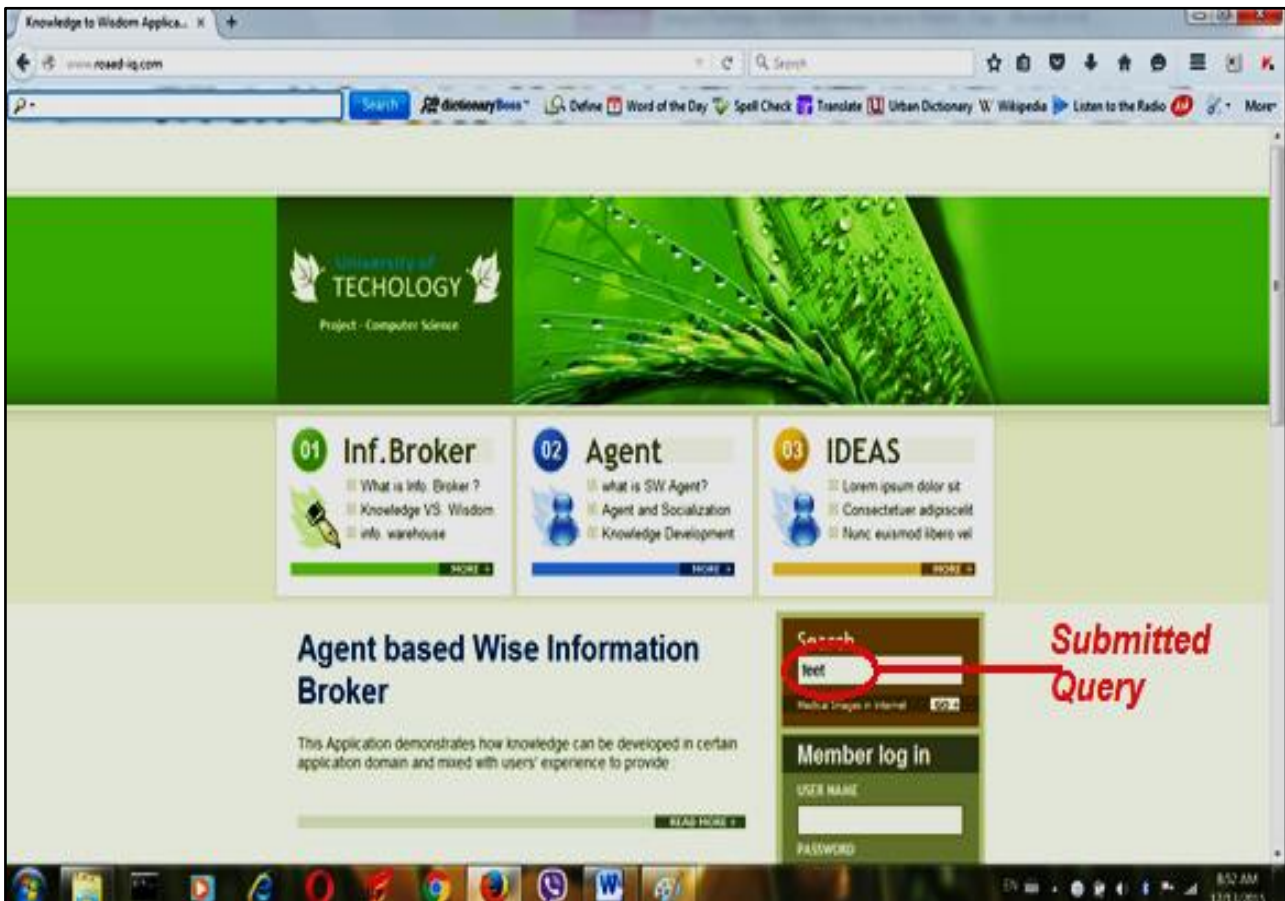 Knowledge to Wisdom Applica... × +
www.roaed-iq.com
Search
Search dictionaryBoss Define Word of the Day Spell Check Translate Urban Dictionary W Wikipedia Listen to the Radio More
University of
TECHOLOGY
Project - Computer Science
01 Inf.Broker
What is Info. Broker ?
Knowledge VS. Wisdom
info. warehouse
MORE +
02 Agent
what is SW Agent?
Agent and Socialization
Knowledge Development
MORE +
03 IDEAS
Lorem ipsum dolor sit
Consectetuer adipiscelit
Nunc euismod libero vel
MORE +
Agent based Wise Information
Broker
This Application demonstrates how knowledge can be developed in certain
application domain and mixed with users' experience to provide
READ MORE +
Search
Medical Images in Internet GO +
Submitted
Query
Member log in
USER NAME
PASSWORD
EN
8:52 AM
17/12/2015